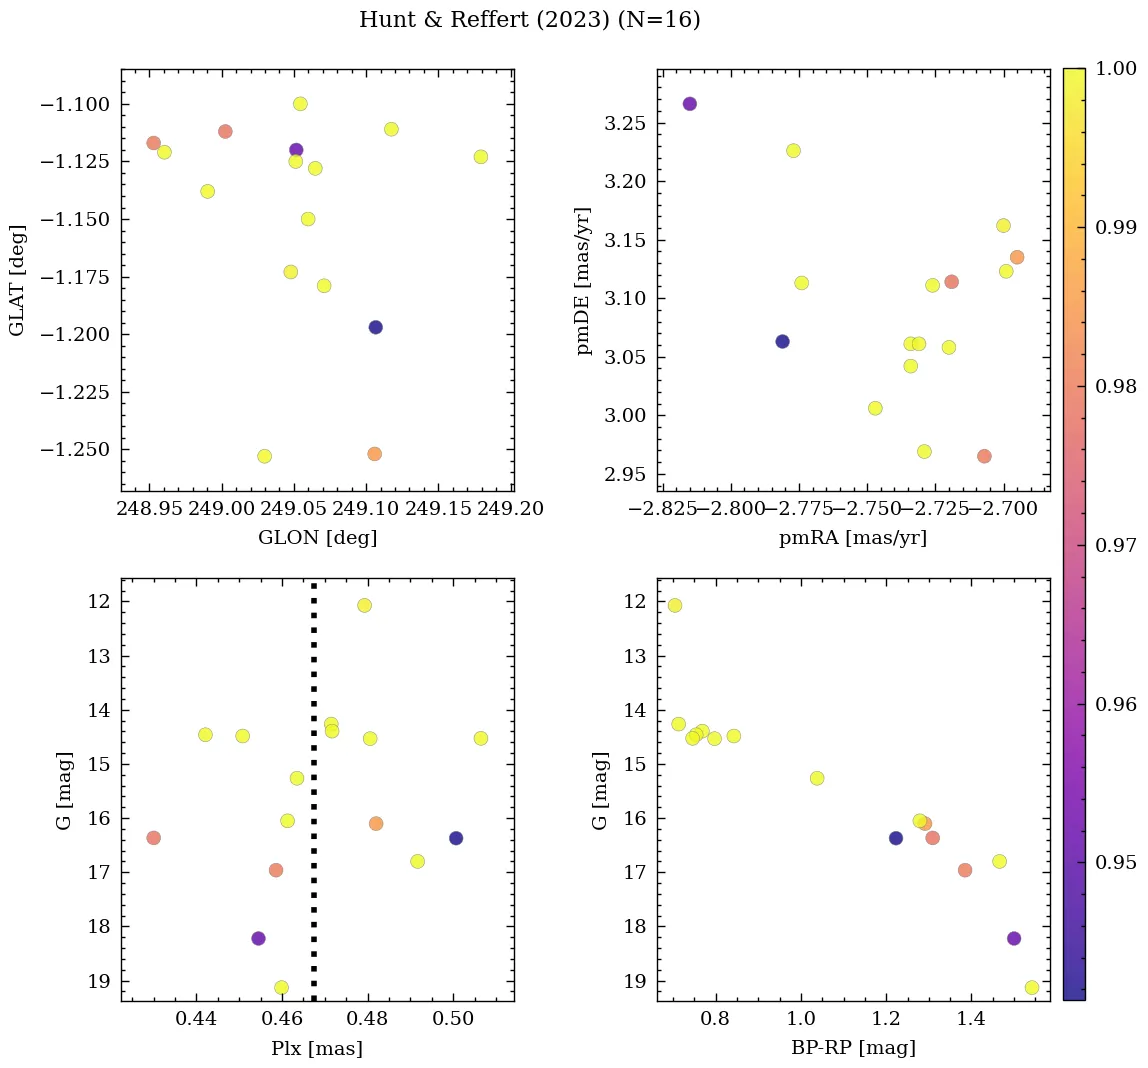 Hunt & Reffert (2023) (N=16)
−1.100
−1.125
−1.150
−1.175
−1.200
−1.225
−1.250
GLAT [deg]
248.95 249.00 249.05 249.10 249.15 249.20
GLON [deg]
3.25
3.20
3.15
3.10
3.05
3.00
2.95
pmDE [mas/yr]
−2.825 −2.800 −2.775 −2.750 −2.725 −2.700
pmRA [mas/yr]
12
13
14
15
16
17
18
19
G [mag]
0.44 0.46 0.48 0.50
Plx [mas]
12
13
14
15
16
17
18
19
G [mag]
0.8 1.0 1.2 1.4
BP-RP [mag]
1.00
0.99
0.98
0.97
0.96
0.95